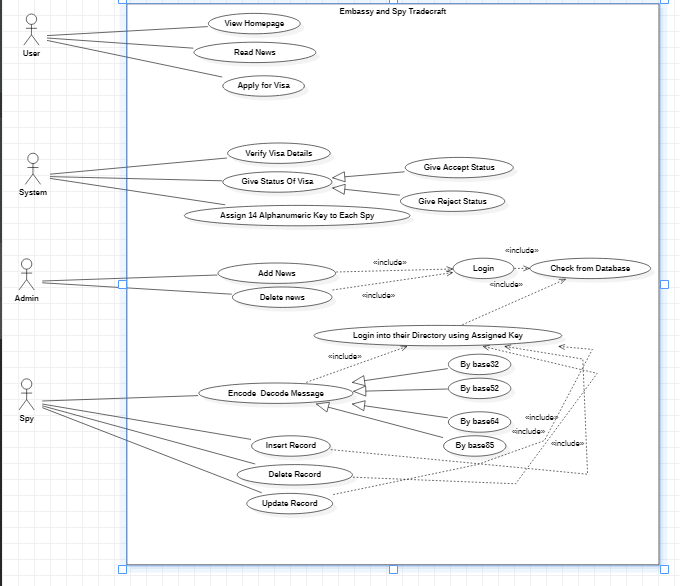 Embassy and Spy Tradecraft
View Homepage
User
Read News
Apply for Visa
Verify Visa Details
System
Give Status Of Visa
Give Accept Status
Give Reject Status
Assign 14 Alphanumeric Key to Each Spy
«include»
«include»
Admin
Add News
Login
Check from Database
Delete news
«include»
«include»
Login into their Directory using Assigned Key
«include»
By base32
Spy
Encode Decode Message
By base52
By base64
«include»
«include»
Insert Record
By base85
«include»
Delete Record
Update Record